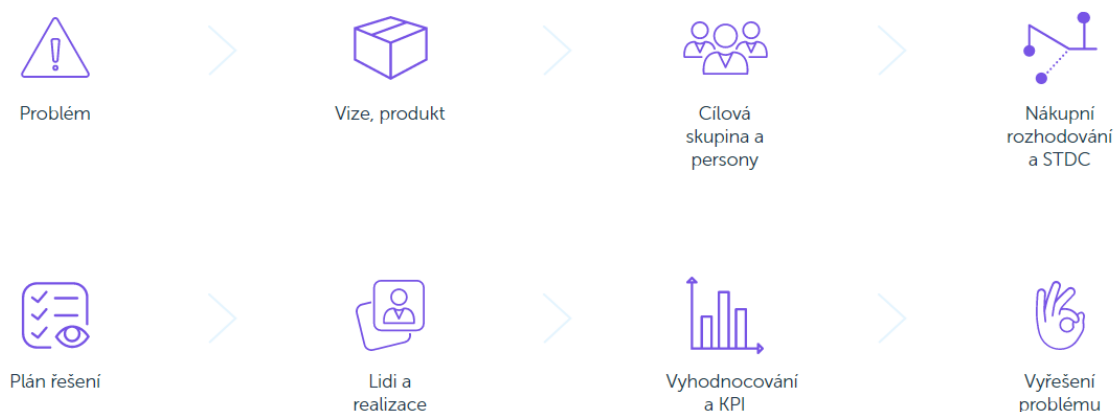 Problém
Vize, produkt
Cílová
skupina a
persony
Nákupní
rozhodování
a STDC
Plán řešení
Lidi a
realizace
Vyhodnocování
a KPI
Vyřešení
problému